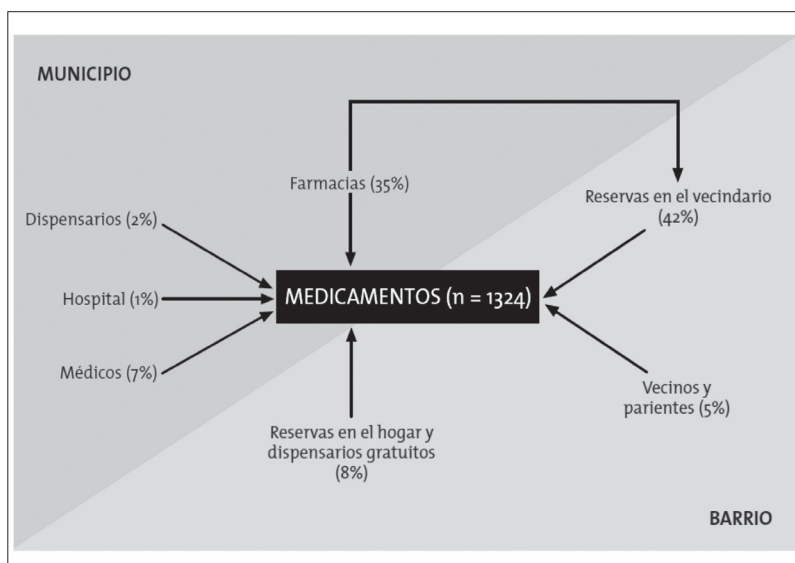 MUNICIPIO
Farmacias (35%)
Reservas en el vecindario
(42%)
Dispensarios (2%)
Hospital (1%)
MEDICAMENTOS (n = 1324)
Médicos (7%)
Vecinos y
parientes (5%)
Reservas en el hogar y
dispensarios gratuitos
(8%)
BARRIO